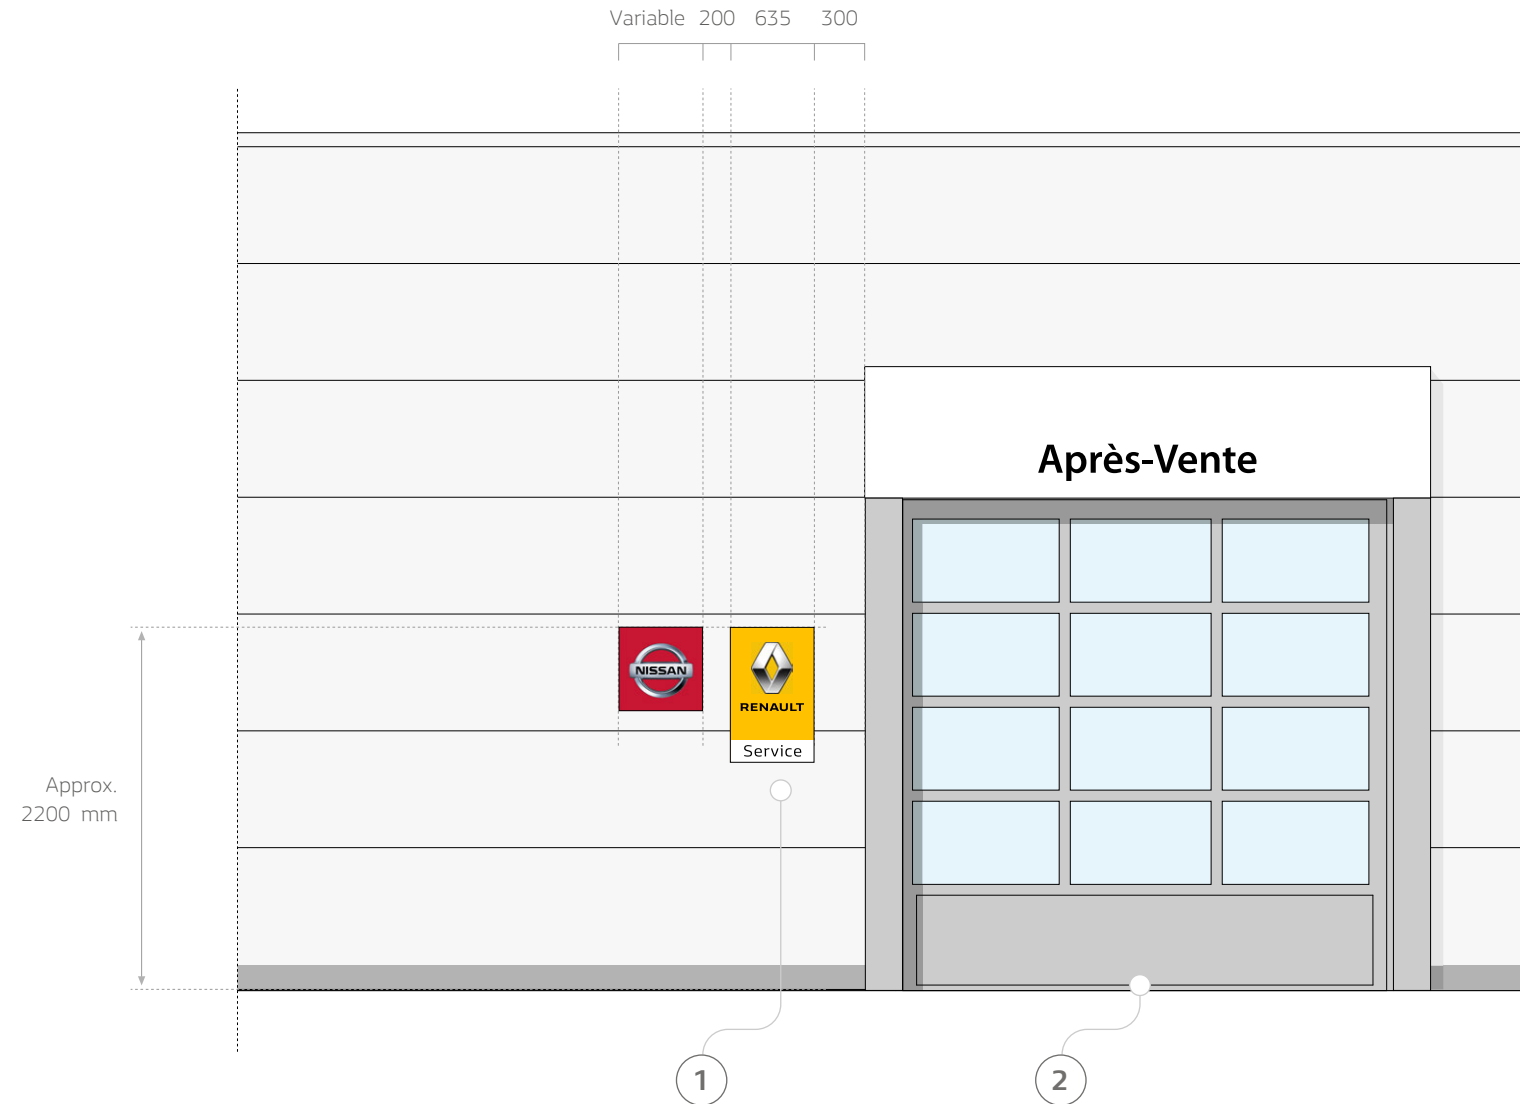 Variable 200 635 300
Après-Vente
NISSAN
RENAULT
Service
Approx.
2200 mm
1
2